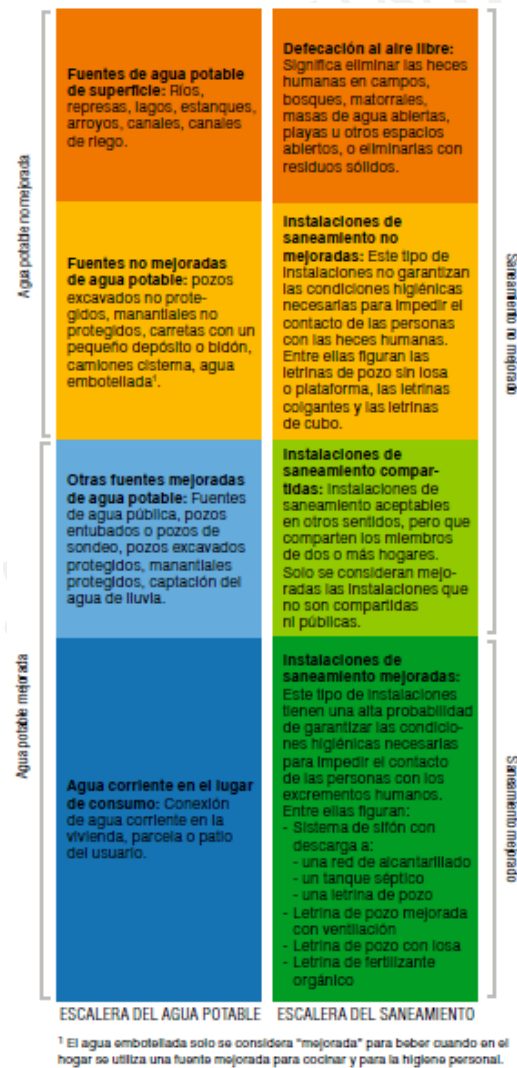 Agua potable no mejorada
Fuentes de agua potable
de superficie: Ríos,
represas, lagos, estanques,
arroyos, canales, canales
de riego.
Fuentes no mejoradas
de agua potable: pozos
excavados no prote-
gidos, manantiales no
protegidos, carretas con un
pequeño depósito o bidón,
camiones cisterna, agua
embotellada¹.
Agua potable mejorada
Otras fuentes mejoradas
de agua potable: Fuentes
de agua pública, pozos
entubados o pozos de
sondeo, pozos excavados
protegidos, manantiales
protegidos, captación del
agua de lluvia.
Agua corriente en el lugar
de consumo: Conexión
de agua corriente en la
vivienda, parcela o patio
del usuario.
ESCALERA DEL AGUA POTABLE
Defecación al aire libre:
Significa eliminar las heces
humanas en campos,
bosques, matorrales,
masas de agua abiertas,
playas u otros espacios
abiertos, o eliminarlas con
residuos sólidos.
Instalaciones de
saneamiento no
mejoradas: Este tipo de
instalaciones no garantizan
las condiciones higiénicas
necesarias para impedir el
contacto de las personas
con las heces humanas.
Entre ellas figuran las
letrinas de pozo sin losa
o plataforma, las letrinas
colgantes y las letrinas
de cubo.
Instalaciones de
saneamiento compar-
tidas: Instalaciones de
saneamiento aceptables
en otros sentidos, pero que
comparten los miembros
de dos o más hogares.
Solo se consideran mejo-
radas las instalaciones que
no son compartidas
ni públicas.
Saneamiento no mejorado
Instalaciones de
saneamiento mejoradas:
Este tipo de instalaciones
tienen una alta probabilidad
de garantizar las condicio-
nes higiénicas necesarias
para impedir el contacto
de las personas con los
excrementos humanos.
Entre ellas figuran:
- Sistema de sifón con
descarga a:
- una red de alcantarillado
- un tanque séptico
- una letrina de pozo
- Letrina de pozo mejorada
con ventilación
- Letrina de pozo con losa
- Letrina de fertilizante
orgánico
Saneamiento mejorado
ESCALERA DEL SANEAMIENTO
¹ El agua embotellada solo se considera "mejorada" para beber cuando en el
hogar se utiliza una fuente mejorada para cocinar y para la higiene personal.